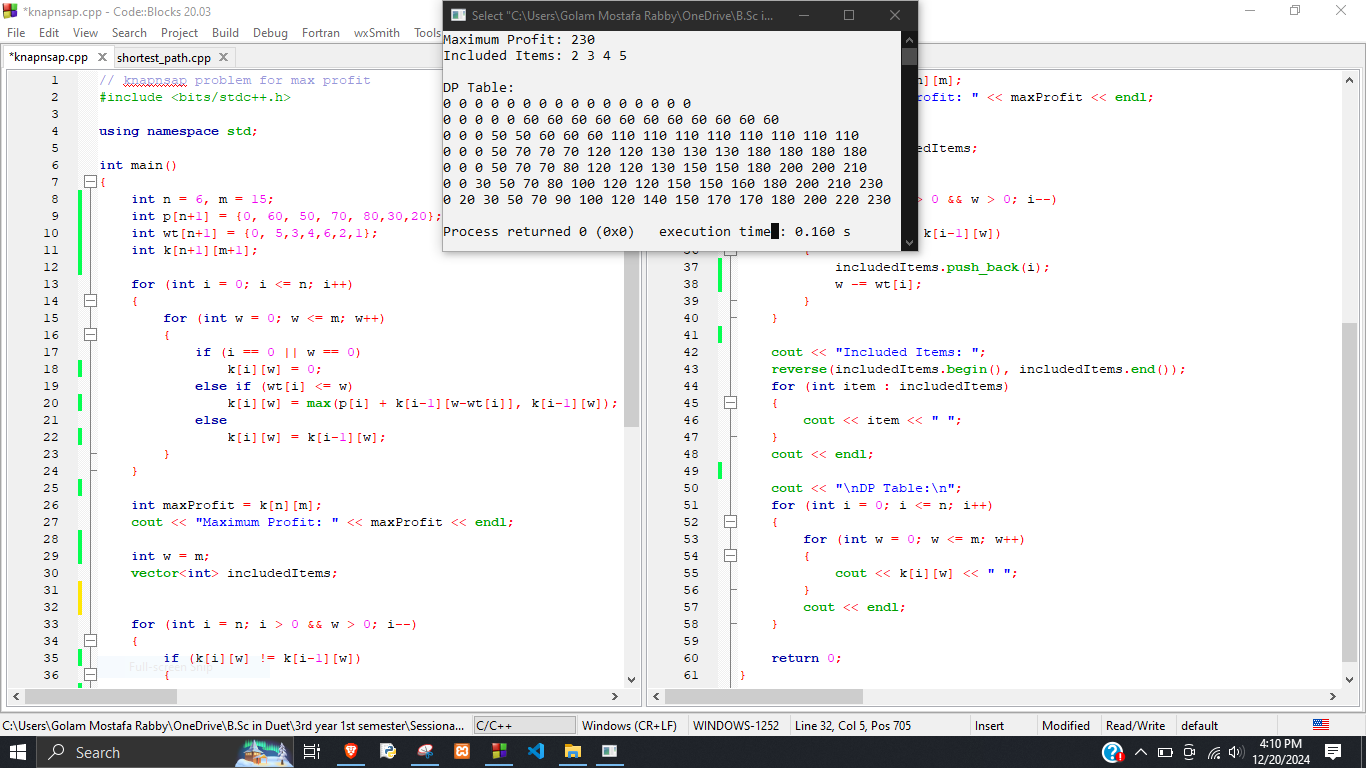 *knapnsap.cpp - Code::Blocks 20.03
File Edit View Search Project Build Debug Fortran wxSmith Tools
*knapnsap.cpp shortest_path.cpp
1 // knapnsap problem for max profit
2 #include <bits/stdc++.h>
3
4 using namespace std;
5
6 int main()
7 {
8 int n = 6, m = 15;
9 int p[n+1] = {0, 60, 50, 70, 80,30,20};
10 int wt[n+1] = {0, 5,3,4,6,2,1};
11 int k[n+1][m+1];
12
13 for (int i = 0; i <= n; i++)
14 {
15 for (int w = 0; w <= m; w++)
16 {
17 if (i == 0 || w == 0)
18 k[i][w] = 0;
19 else if (wt[i] <= w)
20 k[i][w] = max(p[i] + k[i-1][w-wt[i]], k[i-1][w]);
21 else
22 k[i][w] = k[i-1][w];
23 }
24 }
25
26 int maxProfit = k[n][m];
27 cout << "Maximum Profit: " << maxProfit << endl;
28
29 int w = m;
30 vector<int> includedItems;
31
32
33 for (int i = n; i > 0 && w > 0; i--)
34 {
35 if (k[i][w] != k[i-1][w])
36 {
Full-screen Snip
Select "C:\Users\Golam Mostafa Rabby\OneDrive\B.Sc i...
Maximum Profit: 230
Included Items: 2 3 4 5
DP Table:
0 0 0 0 0 0 0 0 0 0 0 0 0 0 0 0
0 0 0 0 0 60 60 60 60 60 60 60 60 60 60 60
0 0 0 50 50 60 60 60 110 110 110 110 110 110 110 110
0 0 0 50 70 70 70 120 120 130 130 130 180 180 180 180
0 0 0 50 70 70 80 120 120 130 150 150 180 200 200 210
0 0 30 50 70 80 100 120 120 150 150 160 180 200 210 230
0 20 30 50 70 90 100 120 140 150 170 170 180 200 220 230
Process returned 0 (0x0) execution time : 0.160 s
][m];
rofit: " << maxProfit << endl;
edItems;
> 0 && w > 0; i--)
k[i-1][w])
36 {
37 includedItems.push_back(i);
38 w -= wt[i];
39 }
40 }
41
42 cout << "Included Items: ";
43 reverse(includedItems.begin(), includedItems.end());
44 for (int item : includedItems)
45 {
46 cout << item << " ";
47 }
48 cout << endl;
49
50 cout << "\nDP Table:\n";
51 for (int i = 0; i <= n; i++)
52 {
53 for (int w = 0; w <= m; w++)
54 {
55 cout << k[i][w] << " ";
56 }
57 cout << endl;
58 }
59
60 return 0;
61 }
C:\Users\Golam Mostafa Rabby\OneDrive\B.Sc in Duet\3rd year 1st semester\Sessiona... C/C++ Windows (CR+LF) WINDOWS-1252 Line 32, Col 5, Pos 705 Insert Modified Read/Write default
Search
4:10 PM
12/20/2024